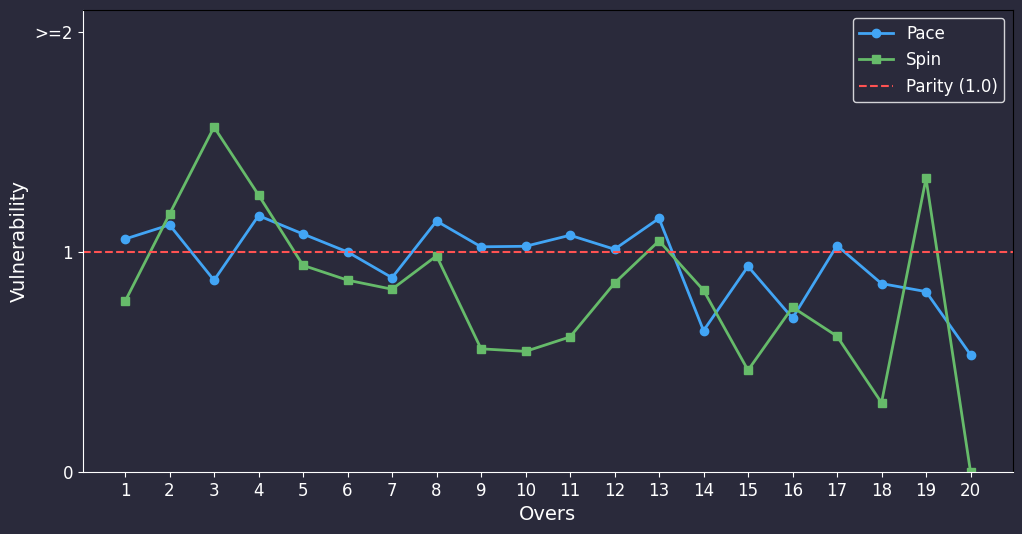 >=2
1
0
Vulnerability
Pace
Spin
Parity (1.0)
1 2 3 4 5 6 7 8 9 10 11 12 13 14 15 16 17 18 19 20
Overs